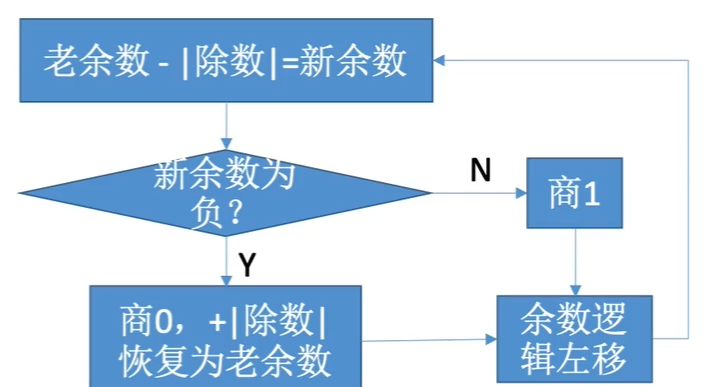 老余数 - |除数|=新余数
新余数为
负？
N
商1
Y
商0，+|除数|
恢复为老余数
余数逻
辑左移